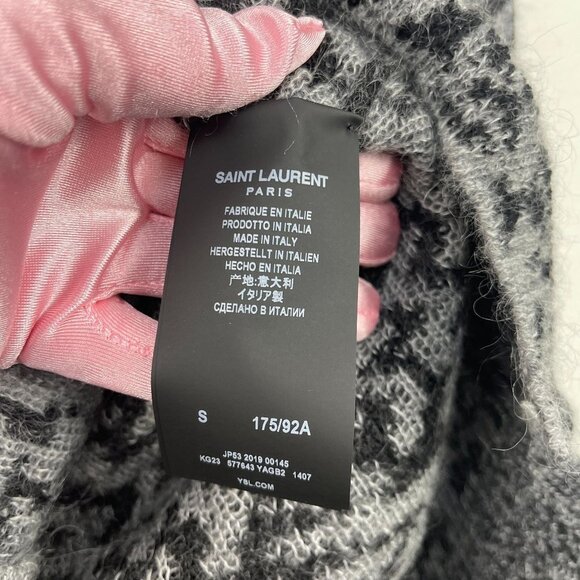 SAINT LAURENT
PARIS
FABRIQUE EN ITALIE
PRODOTTO IN ITALIA
MADE IN ITALY
HERGESTELLT IN ITALIEN
HECHO EN ITALIA
产地:意大利
イタリア製
СДЕЛАНО В ИТАЛИИ
S 175/92A
JP53 2019 00145
KG23 577643 YAGB2 1407
YSL.COM